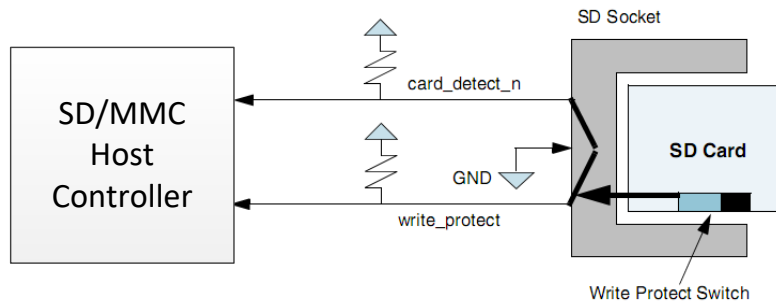 SD Socket
card_detect_n
SD/MMC
Host
Controller
SD Card
GND
write_protect
Write Protect Switch